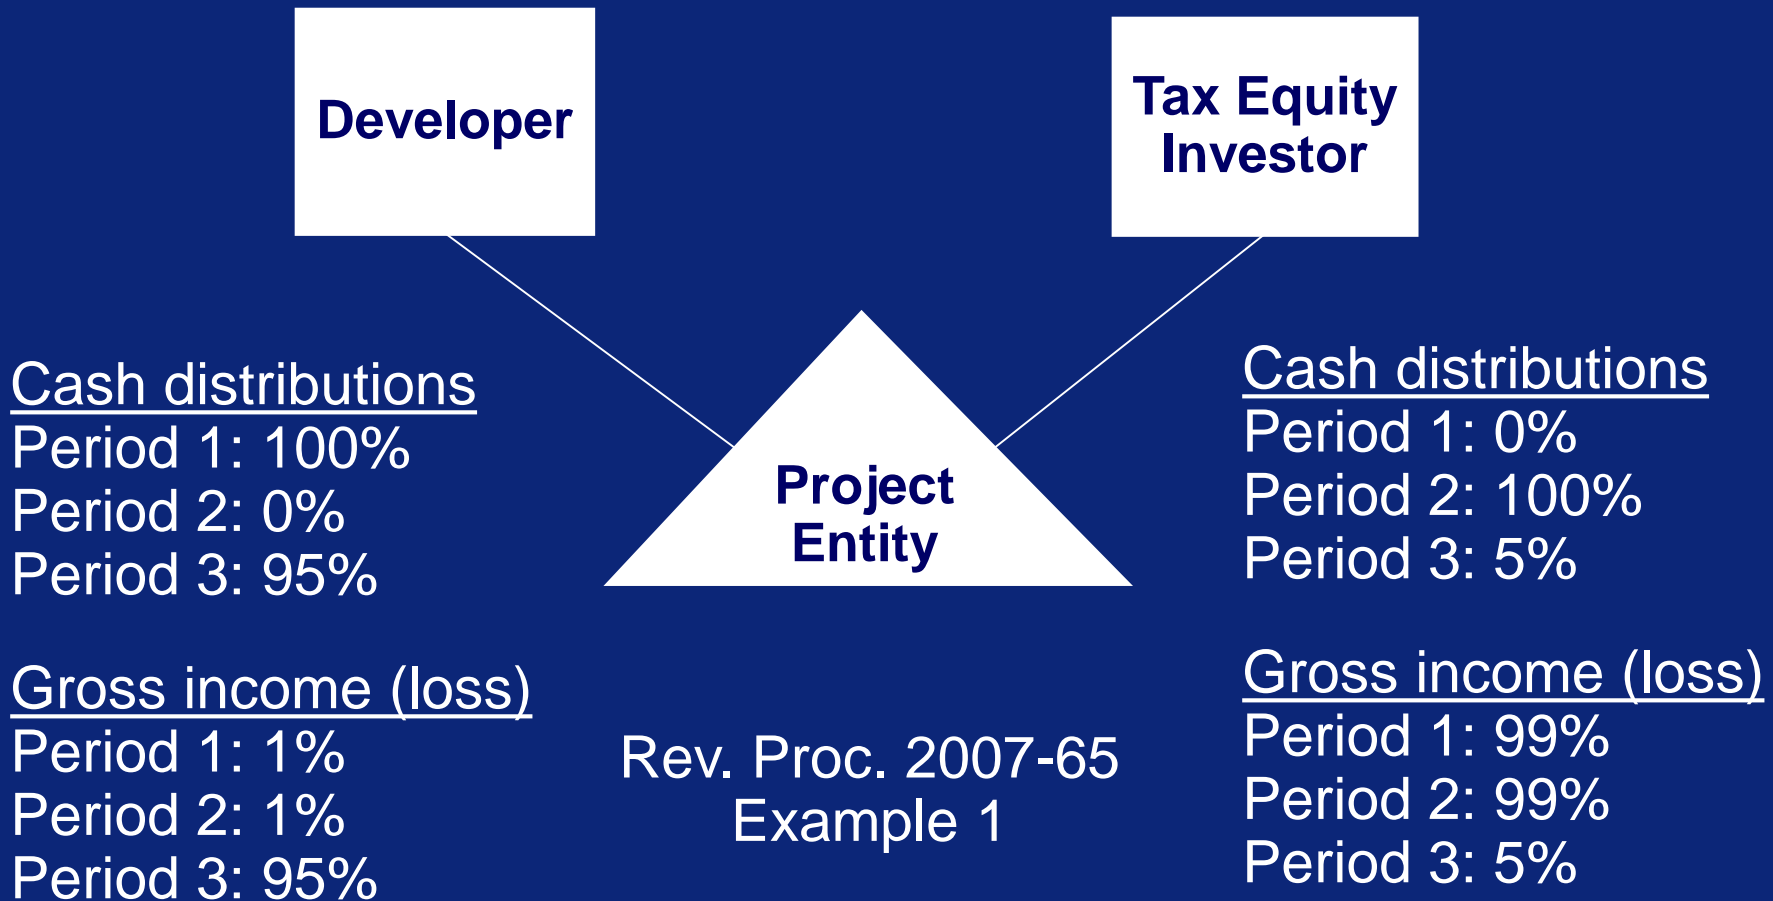 Developer
Tax Equity
Investor
Project
Entity
Cash distributions
Period 1: 100%
Period 2: 0%
Period 3: 95%
Gross income (loss)
Period 1: 1%
Period 2: 1%
Period 3: 95%
Rev. Proc. 2007-65
Example 1
Cash distributions
Period 1: 0%
Period 2: 100%
Period 3: 5%
Gross income (loss)
Period 1: 99%
Period 2: 99%
Period 3: 5%